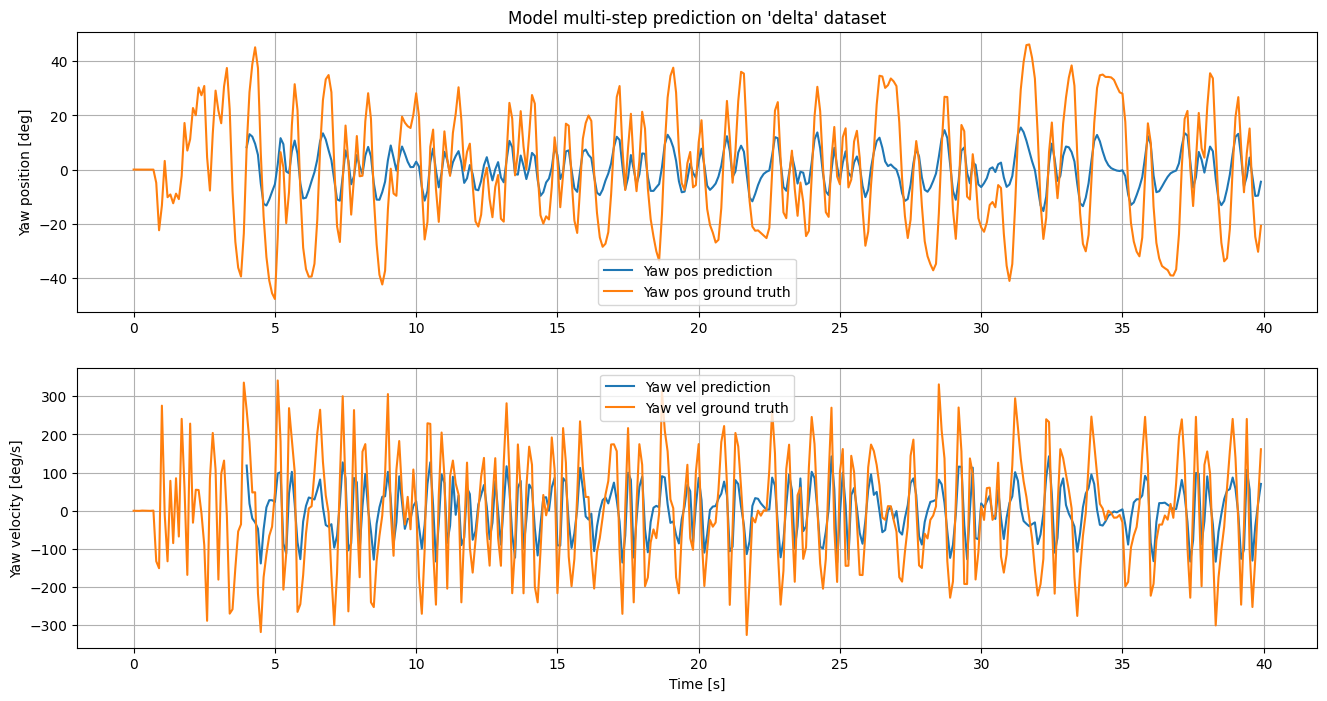 Model multi-step prediction on 'delta' dataset
Yaw position [deg]
40
20
0
−20
−40
Yaw pos prediction
Yaw pos ground truth
0 5 10 15 20 25 30 35 40
Yaw velocity [deg/s]
300
200
100
0
−100
−200
−300
Yaw vel prediction
Yaw vel ground truth
0 5 10 15 20 25 30 35 40
Time [s]